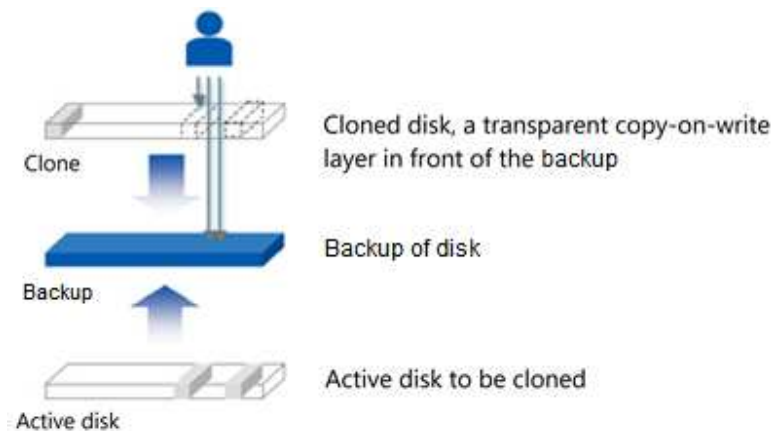 Cloned disk, a transparent copy-on-write
layer in front of the backup
Clone
Backup of disk
Backup
Active disk to be cloned
Active disk